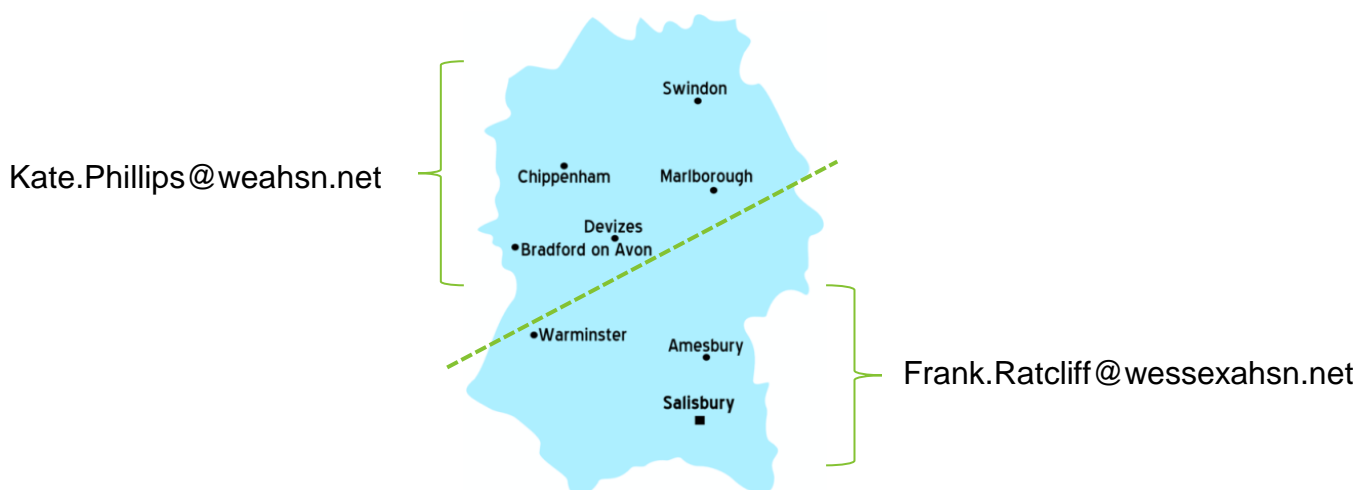 Swindon
Kate.Phillips@weahsn.net
Chippenham
Marlborough
Devizes
Bradford on Avon
Warminster
Amesbury
Frank.Ratcliff@wessexahsn.net
Salisbury